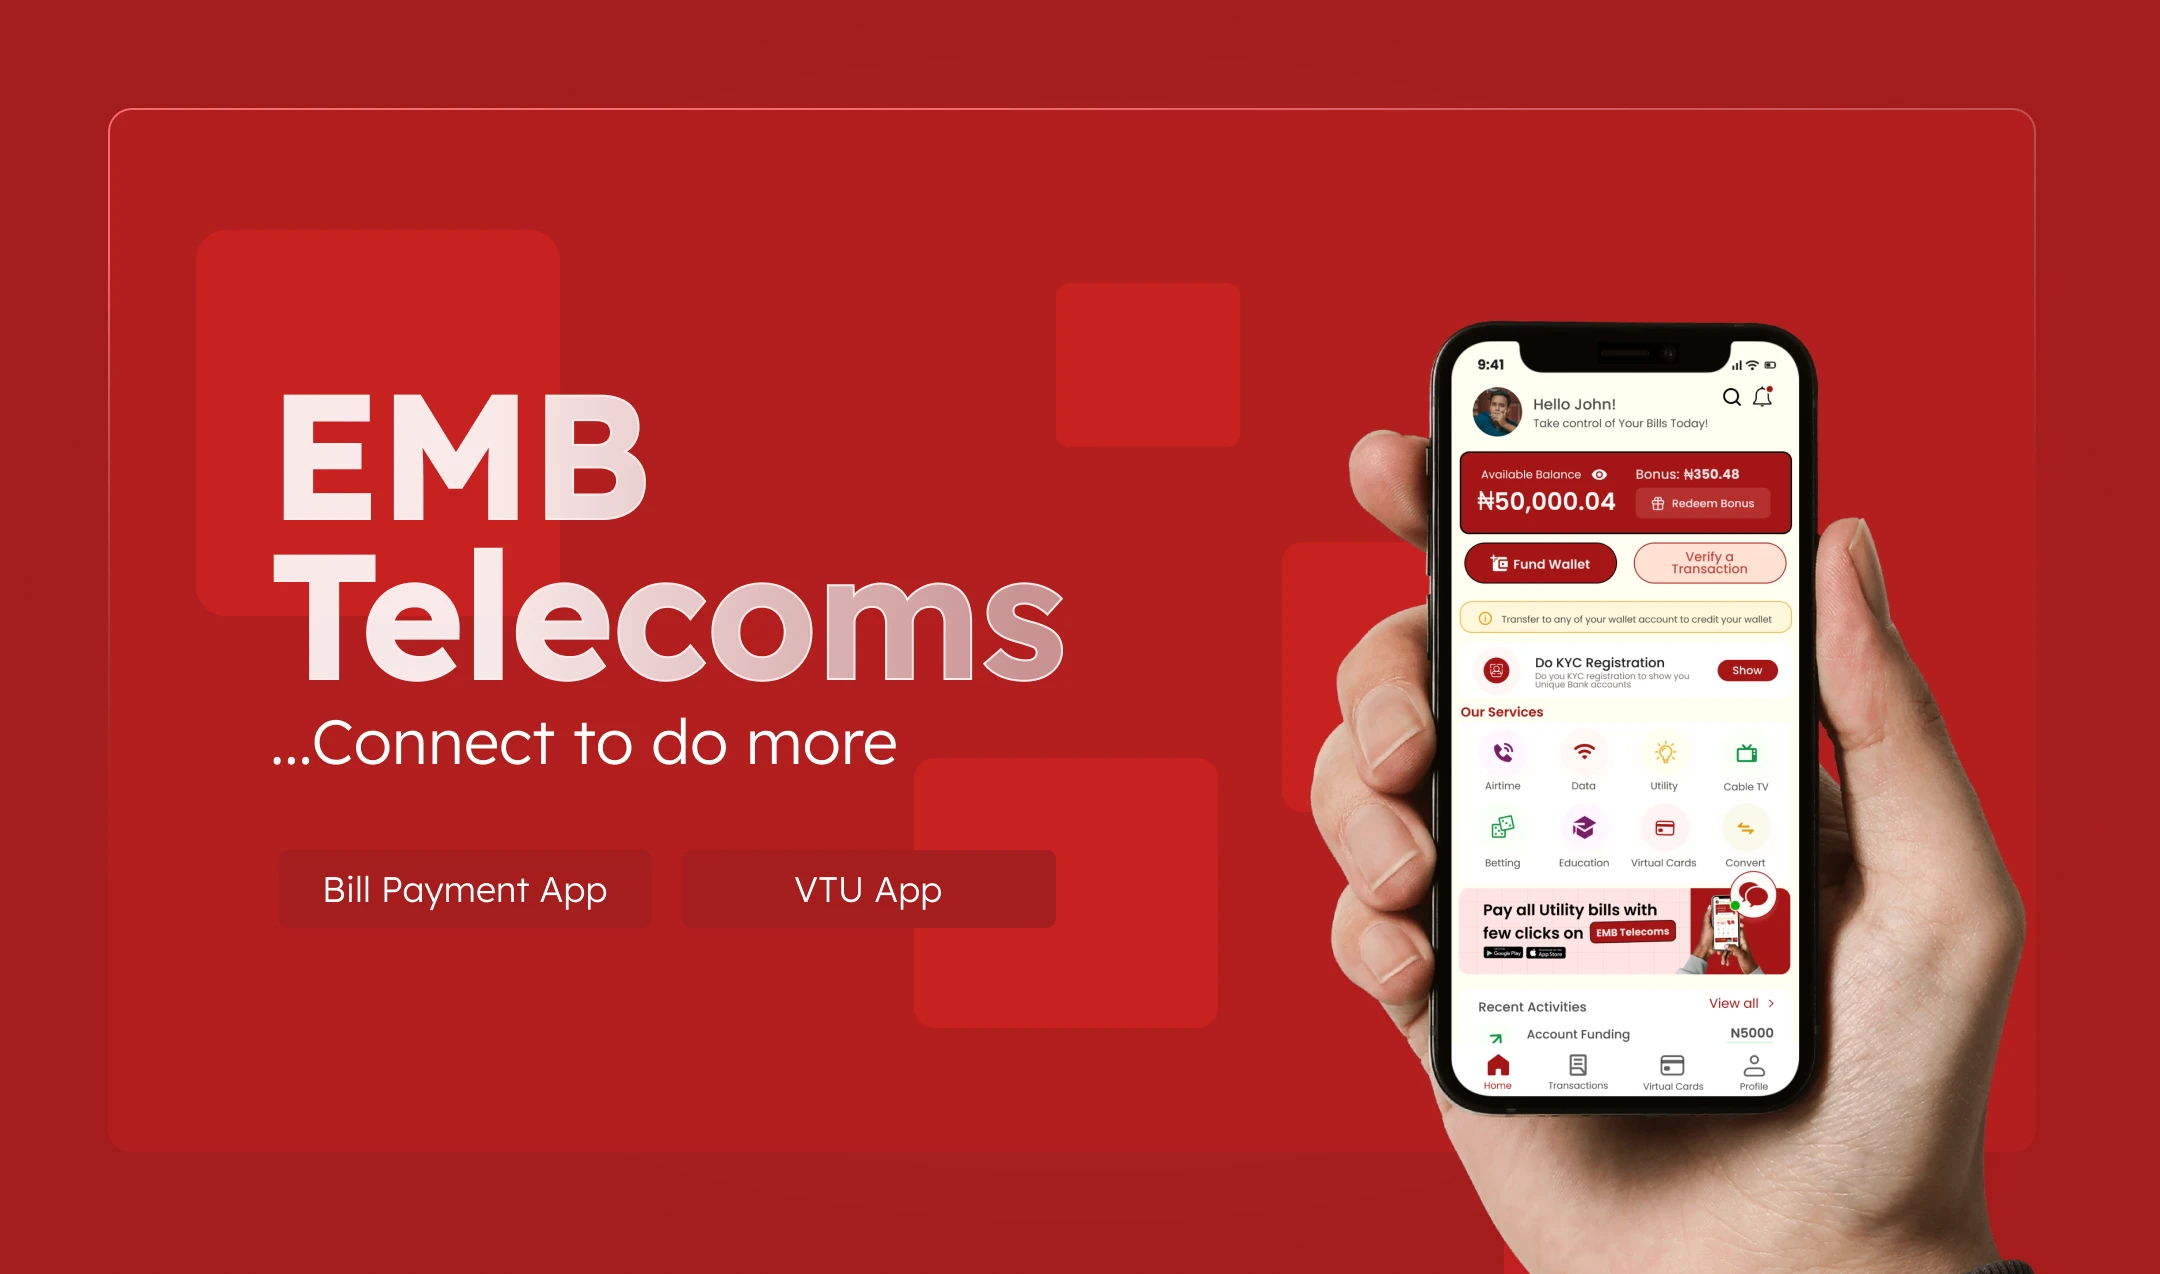 EMB
Telecoms
...Connect to do more
Bill Payment App
VTU App
9:41
Hello John!
Take control of Your Bills Today!
Available Balance
₦50,000.04
Bonus: ₦350.48
Redeem Bonus
Fund Wallet
Verify a
Transaction
Transfer to any of your wallet account to credit your wallet
Do KYC Registration
Do you KYC registration to show you
Unique Bank accounts
Show
Our Services
Airtime
Data
Utility
Cable TV
Betting
Education
Virtual Cards
Convert
Pay all Utility bills with
few clicks on
EMB Telecoms
Google Play
App Store
Recent Activities
View all
Account Funding
N5000
Home
Transactions
Virtual Cards
Profile